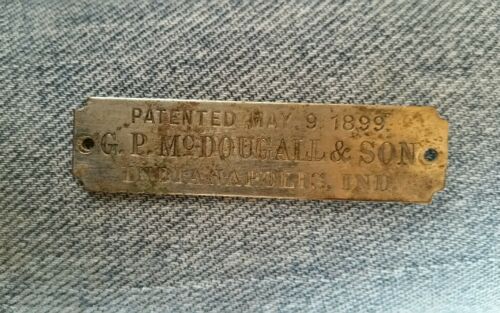 PATENTED MAY. 9. 1899.
G. P. McDOUGALL & SON
INDIANAPOLIS, IND.